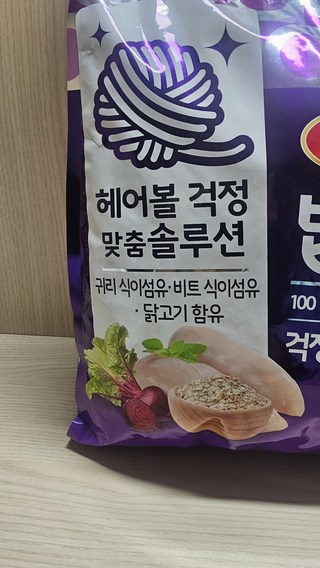 헤어볼 걱정
맞춤솔루션
귀리 식이섬유·비트 식이섬유
·닭고기 함유
100
걱정